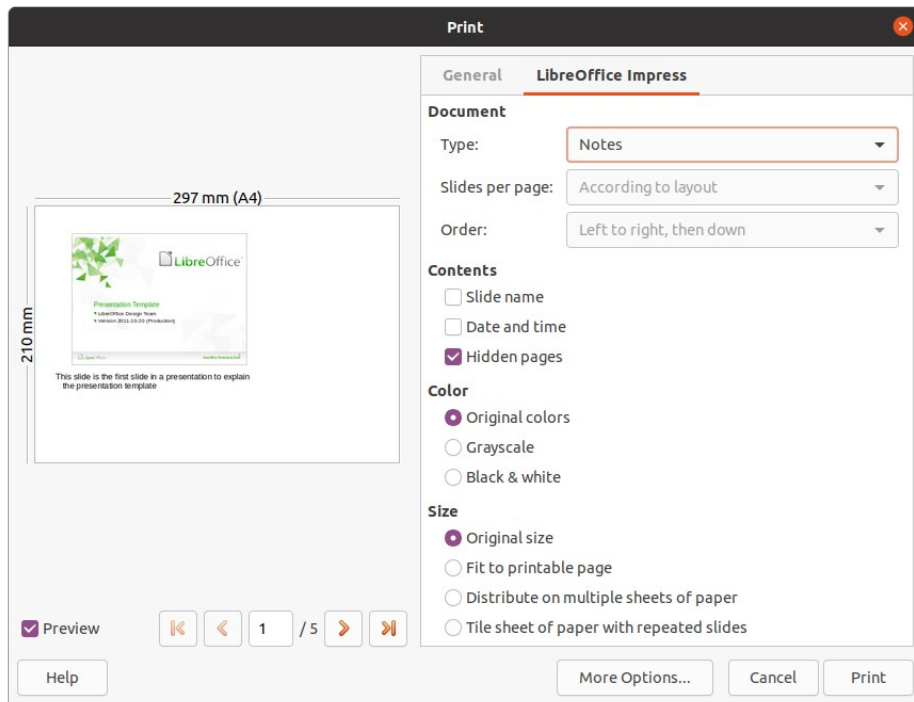 Print
General LibreOffice Impress
297 mm (A4)
210 mm
LibreOffice
Presentation Template
LibreOffice Design Team
This slide is the first slide in a presentation to explain
the presentation template
Preview
1 / 5
Document
Type: Notes
Slides per page: According to layout
Order: Left to right, then down
Contents
Slide name
Date and time
Hidden pages
Color
Original colors
Grayscale
Black & white
Size
Original size
Fit to printable page
Distribute on multiple sheets of paper
Tile sheet of paper with repeated slides
Help More Options... Cancel Print